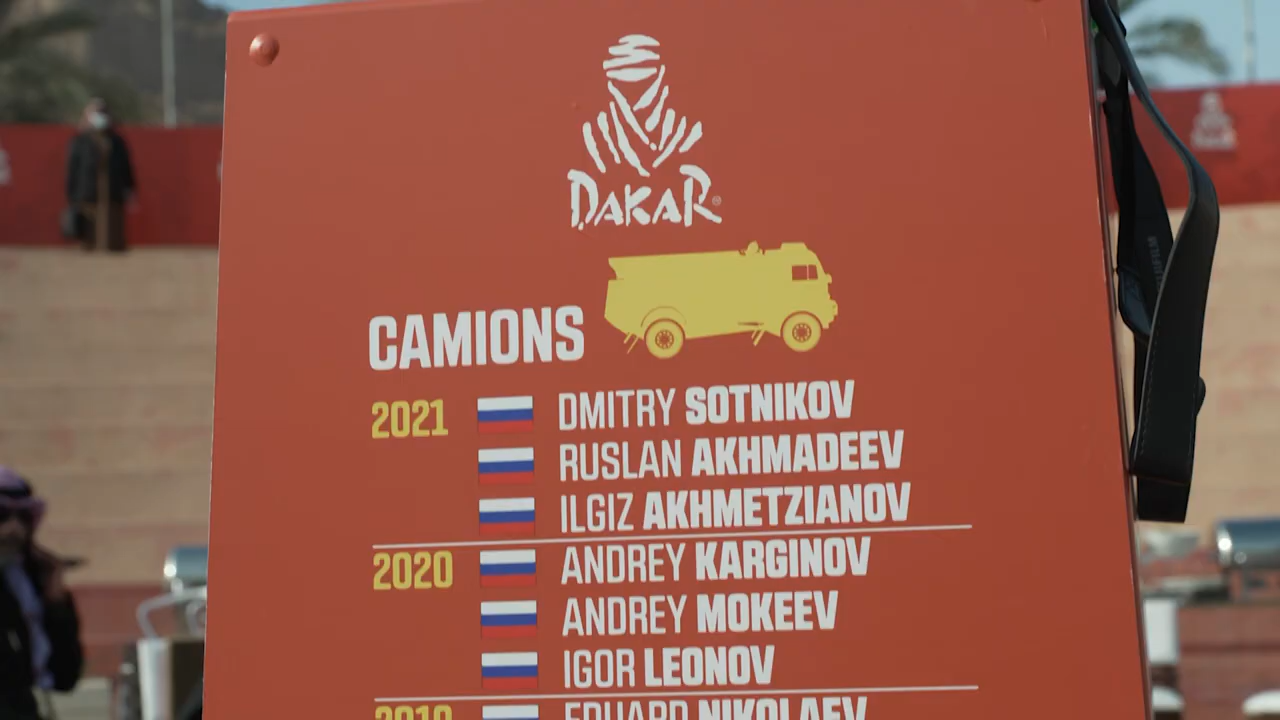 DAKAR
CAMIONS
2021 DMITRY SOTNIKOV
RUSLAN AKHMADEEV
ILGIZ AKHMETZIANOV
2020 ANDREY KARGINOV
ANDREY MOKEEV
IGOR LEONOV
2019 EDUARD NIKOLAEV